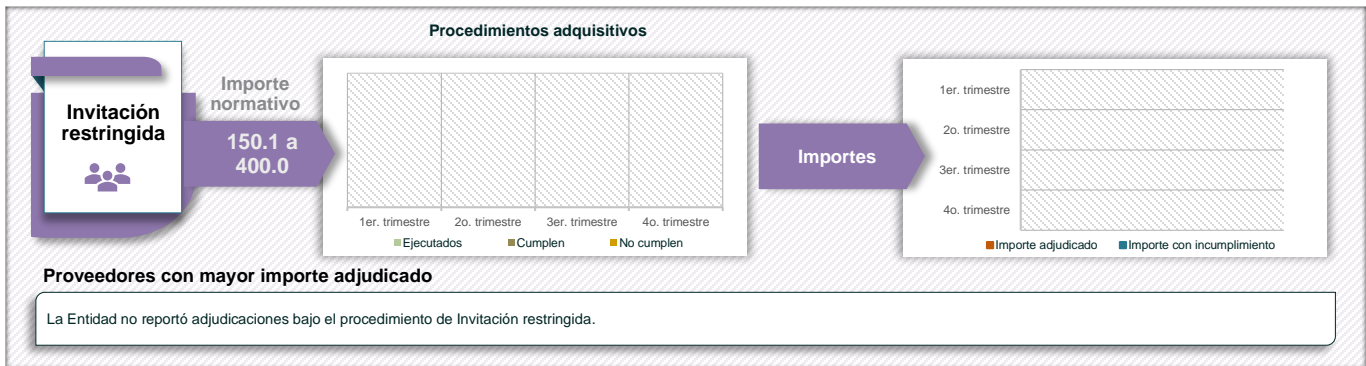 Procedimientos adquisitivos
Invitación
restringida
Importe
normativo
150.1 a
400.0
1er. trimestre 2o. trimestre 3er. trimestre 4o. trimestre
Ejecutados Cumplen No cumplen
Importes
1er. trimestre
2o. trimestre
3er. trimestre
4o. trimestre
Importe adjudicado Importe con incumplimiento
Proveedores con mayor importe adjudicado
La Entidad no reportó adjudicaciones bajo el procedimiento de Invitación restringida.